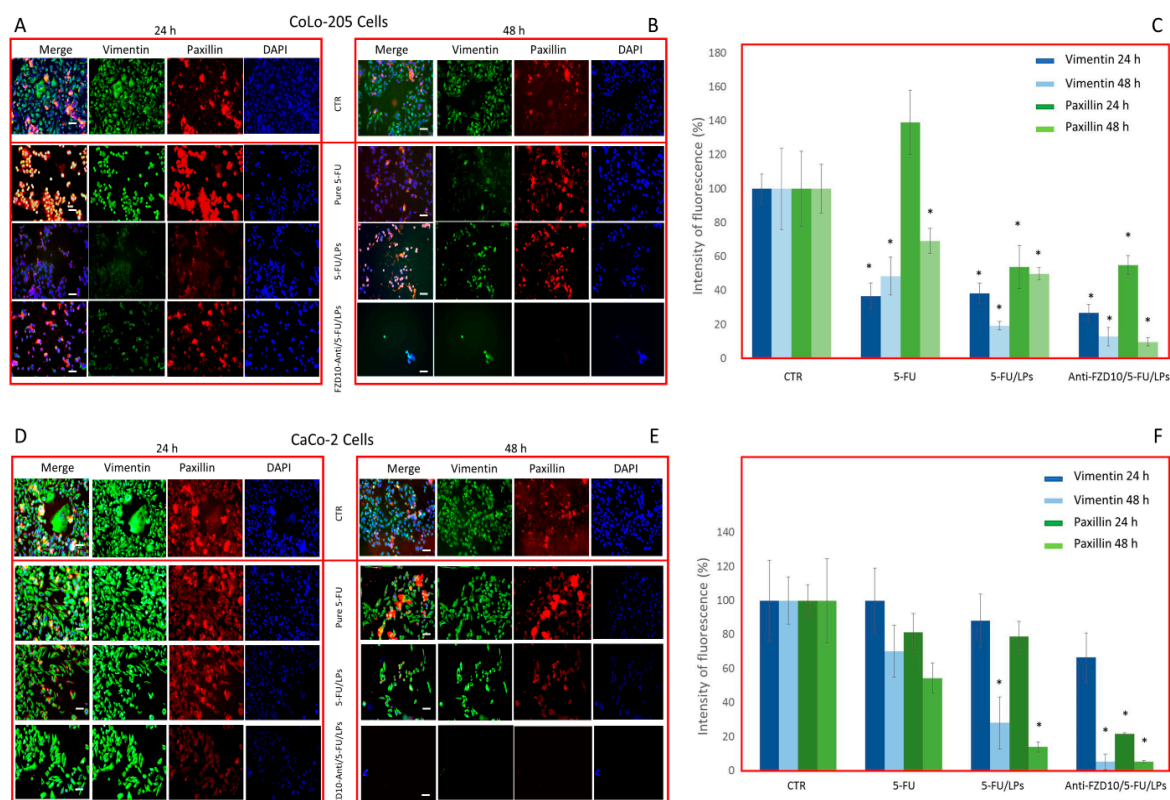 A
CoLo-205 Cells
B
24 h
48 h
Merge Vimentin Paxillin DAPI
Merge Vimentin Paxillin DAPI
CTR
Pure 5-FU
5-FU/LPs
FZD10-Anti/5-FU/LPs
C
Intensity of fluorescence (%)
180
160
140
120
100
80
60
40
20
0
Vimentin 24 h
Vimentin 48 h
Paxillin 24 h
Paxillin 48 h
* * *
* * * *
* * * *
CTR 5-FU 5-FU/LPs Anti-FZD10/5-FU/LPs
D
CaCo-2 Cells
E
24 h
48 h
Merge Vimentin Paxillin DAPI
Merge Vimentin Paxillin DAPI
CTR
Pure 5-FU
5-FU/LPs
ZD10-Anti/5-FU/LPs
F
Intensity of fluorescence (%)
140
120
100
80
60
40
20
0
Vimentin 24 h
Vimentin 48 h
Paxillin 24 h
Paxillin 48 h
* *
* * *
CTR 5-FU 5-FU/LPs Anti-FZD10/5-FU/LPs